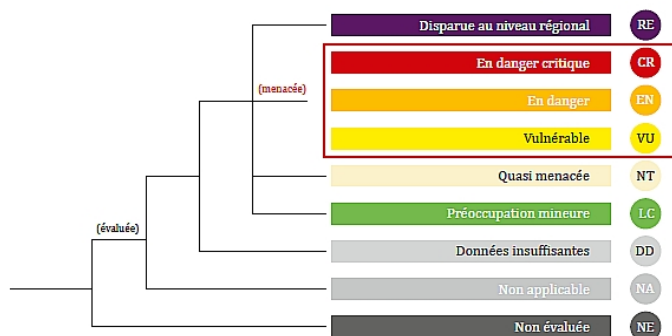 Disparue au niveau régional RE
En danger critique CR
(menacée)
En danger EN
Vulnérable VU
Quasi menacée NT
Préoccupation mineure LC
(évaluée)
Données insuffisantes DD
Non applicable NA
Non évaluée NE